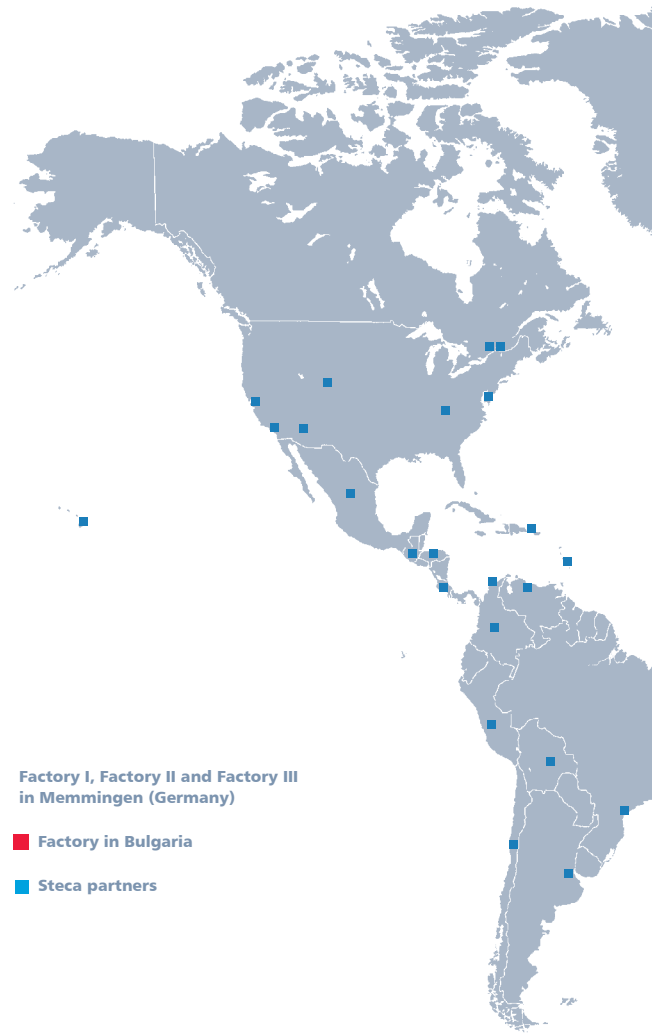 Factory I, Factory II and Factory III
in Memmingen (Germany)
Factory in Bulgaria
Steca partners